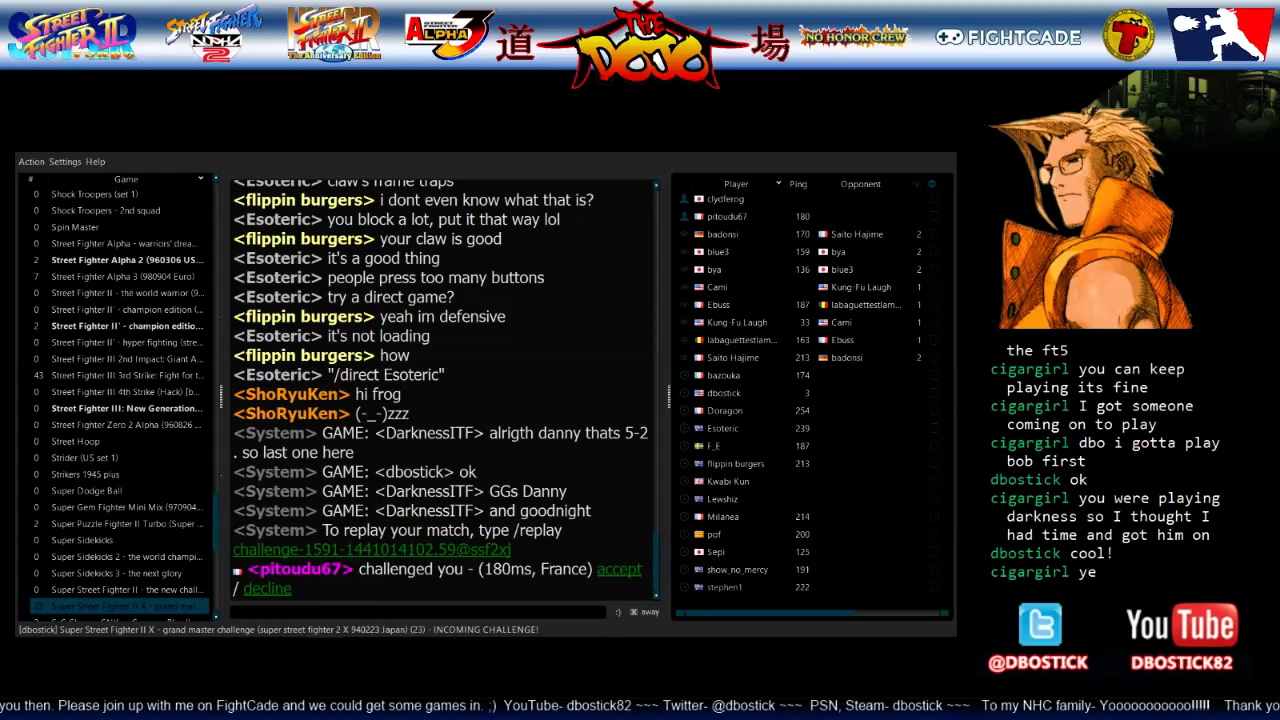 STREET FIGHTER II TURBO
STREET FIGHTER
2
STREET FIGHTER II
The Anniversary Edition
STREET FIGHTER
ALPHA 3
道
THE
DOJO
場
NO HONOR CREW
FIGHTCADE
T
Action Settings Help
# Game
0 Shock Troopers (set 1)
0 Shock Troopers - 2nd squad
0 Spin Master
0 Street Fighter Alpha - warriors' drea...
2 Street Fighter Alpha 2 (960306 US...
7 Street Fighter Alpha 3 (980904 Euro)
0 Street Fighter II - the world warrior (9...
0 Street Fighter II' - champion edition (...
2 Street Fighter II' - champion editio...
0 Street Fighter II' - hyper fighting (stre...
0 Street Fighter III 2nd Impact: Giant A...
43 Street Fighter III 3rd Strike: Fight for t...
0 Street Fighter III 4th Strike (Hack) [b...
0 Street Fighter III: New Generation...
0 Street Fighter Zero 2 Alpha (960826 ...
0 Street Hoop
0 Strider (US set 1)
0 Strikers 1945 plus
0 Super Dodge Ball
0 Super Gem Fighter Mini Mix (970904...
2 Super Puzzle Fighter II Turbo (Super ...
0 Super Sidekicks
0 Super Sidekicks 2 - the world champi...
0 Super Sidekicks 3 - the next glory
0 Super Street Fighter II - the new chall...
22 Super Street Fighter II X - grand mas...
<Esoteric> claw's frame traps
<flippin burgers> i dont even know what that is?
<Esoteric> you block a lot, put it that way lol
<flippin burgers> your claw is good
<Esoteric> it's a good thing
<Esoteric> people press too many buttons
<Esoteric> try a direct game?
<flippin burgers> yeah im defensive
<Esoteric> it's not loading
<flippin burgers> how
<Esoteric> "/direct Esoteric"
<ShoRyuKen> hi frog
<ShoRyuKen> (-_-)zzz
<System> GAME: <DarknessITF> alrigth danny thats 5-2
. so last one here
<System> GAME: <dbostick> ok
<System> GAME: <DarknessITF> GGs Danny
<System> GAME: <DarknessITF> and goodnight
<System> To replay your match, type /replay
challenge-1591-1441014102.59@ssf2xj
<pitoudu67> challenged you - (180ms, France) accept
/ decline
:) away
Player Ping Opponent
clydfefrog
pitoudu67 180
badonsi 170 Saito Hajime 2
blue3 159 bya 2
bya 136 blue3 2
Cami Kung-Fu Laugh 1
Ebuss 187 labaguettestlam... 1
Kung-Fu Laugh 33 Cami 1
labaguettestlam... 163 Ebuss 1
Saito Hajime 213 badonsi 2
bazouka 174
dbostick 3
Doragon 254
Esoteric 239
F_E 187
flippin burgers 213
Kwabi Kun
Lewshiz
Milanea 214
pof 200
Sepi 125
show_no_mercy 191
stephen1 222
[dbostick] Super Street Fighter II X - grand master challenge (super street fighter 2 X 940223 Japan) (23) - INCOMING CHALLENGE!
the ft5
cigargirl you can keep
playing its fine
cigargirl I got someone
coming on to play
cigargirl dbo i gotta play
bob first
dbostick ok
cigargirl you were playing
darkness so I thought I
had time and got him on
dbostick cool!
cigargirl ye
You Tube
@DBOSTICK
DBOSTICK82
you then. Please join up with me on FightCade and we could get some games in. ;) YouTube- dbostick82 ~~~ Twitter- @dbostick ~~~ PSN, Steam- dbostick ~~~ To my NHC family- Yooooooooooo!!!!! Thank yo